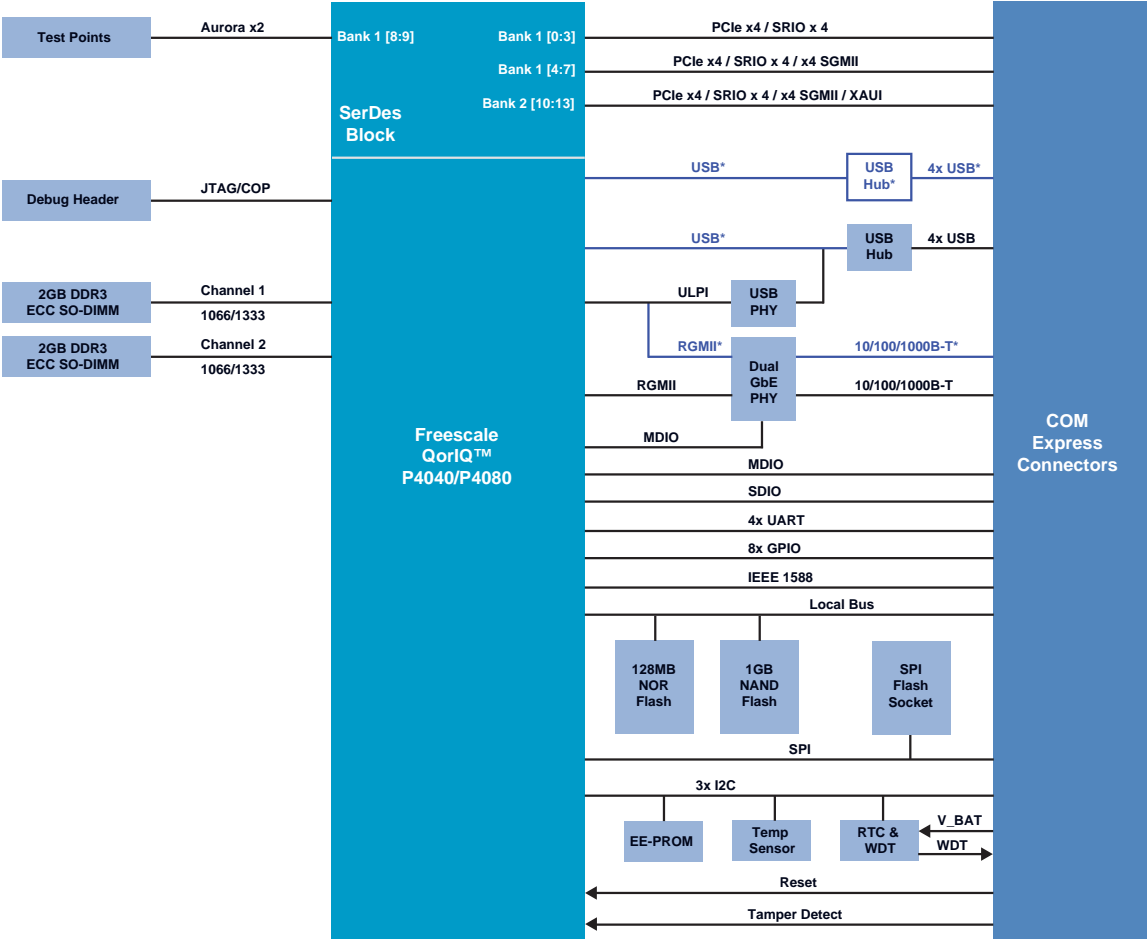 Test Points
Aurora x2
Bank 1 [8:9]
Bank 1 [0:3]
PCIe x4 / SRIO x 4
Bank 1 [4:7]
PCIe x4 / SRIO x 4 / x4 SGMII
Bank 2 [10:13]
PCIe x4 / SRIO x 4 / x4 SGMII / XAUI
SerDes
Block
USB*
USB
Hub*
4x USB*
Debug Header
JTAG/COP
USB*
USB
Hub
4x USB
2GB DDR3
ECC SO-DIMM
Channel 1
1066/1333
ULPI
USB
PHY
2GB DDR3
ECC SO-DIMM
Channel 2
1066/1333
RGMII*
Dual
GbE
PHY
10/100/1000B-T*
RGMII
10/100/1000B-T
MDIO
Freescale
QorIQ™
P4040/P4080
COM
Express
Connectors
MDIO
SDIO
4x UART
8x GPIO
IEEE 1588
Local Bus
128MB
NOR
Flash
1GB
NAND
Flash
SPI
Flash
Socket
SPI
3x I2C
EE-PROM
Temp
Sensor
RTC &
WDT
V_BAT
WDT
Reset
Tamper Detect